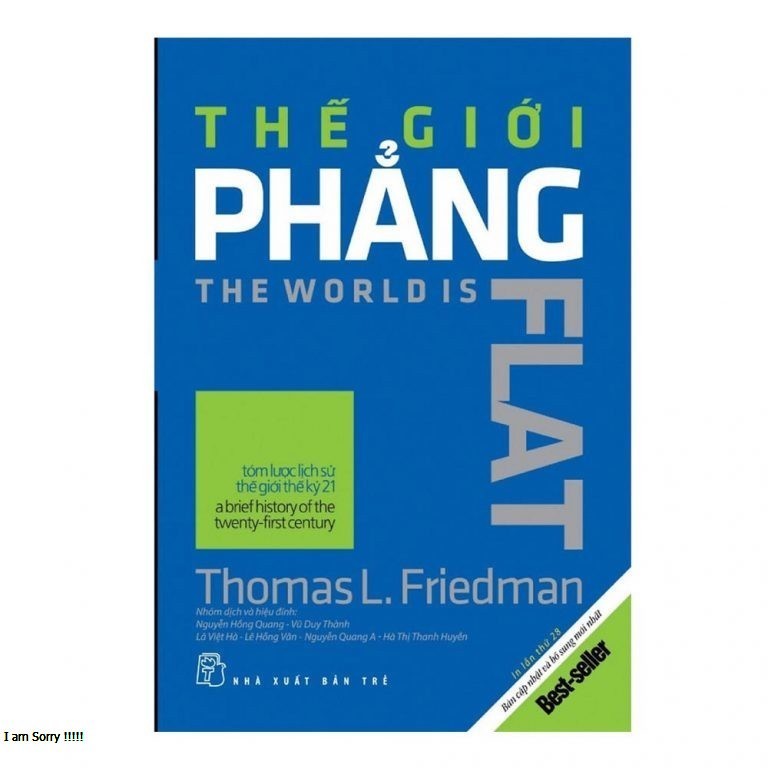 THẾ GIỚI
PHẲNG
THE WORLD IS
FLAT
tóm lược lịch sử
thế giới thế kỷ 21
a brief history of the
twenty-first century
Thomas L. Friedman
Nhóm dịch và hiệu đính:
Nguyễn Hồng Quang - Vũ Duy Thành
Lã Việt Hà - Lê Hồng Vân - Nguyễn Quang A - Hà Thị Thanh Huyền
NHÀ XUẤT BẢN TRẺ
In lần thứ 28
Bản cập nhật và bổ sung mới nhất
Best-seller
I am Sorry !!!!!